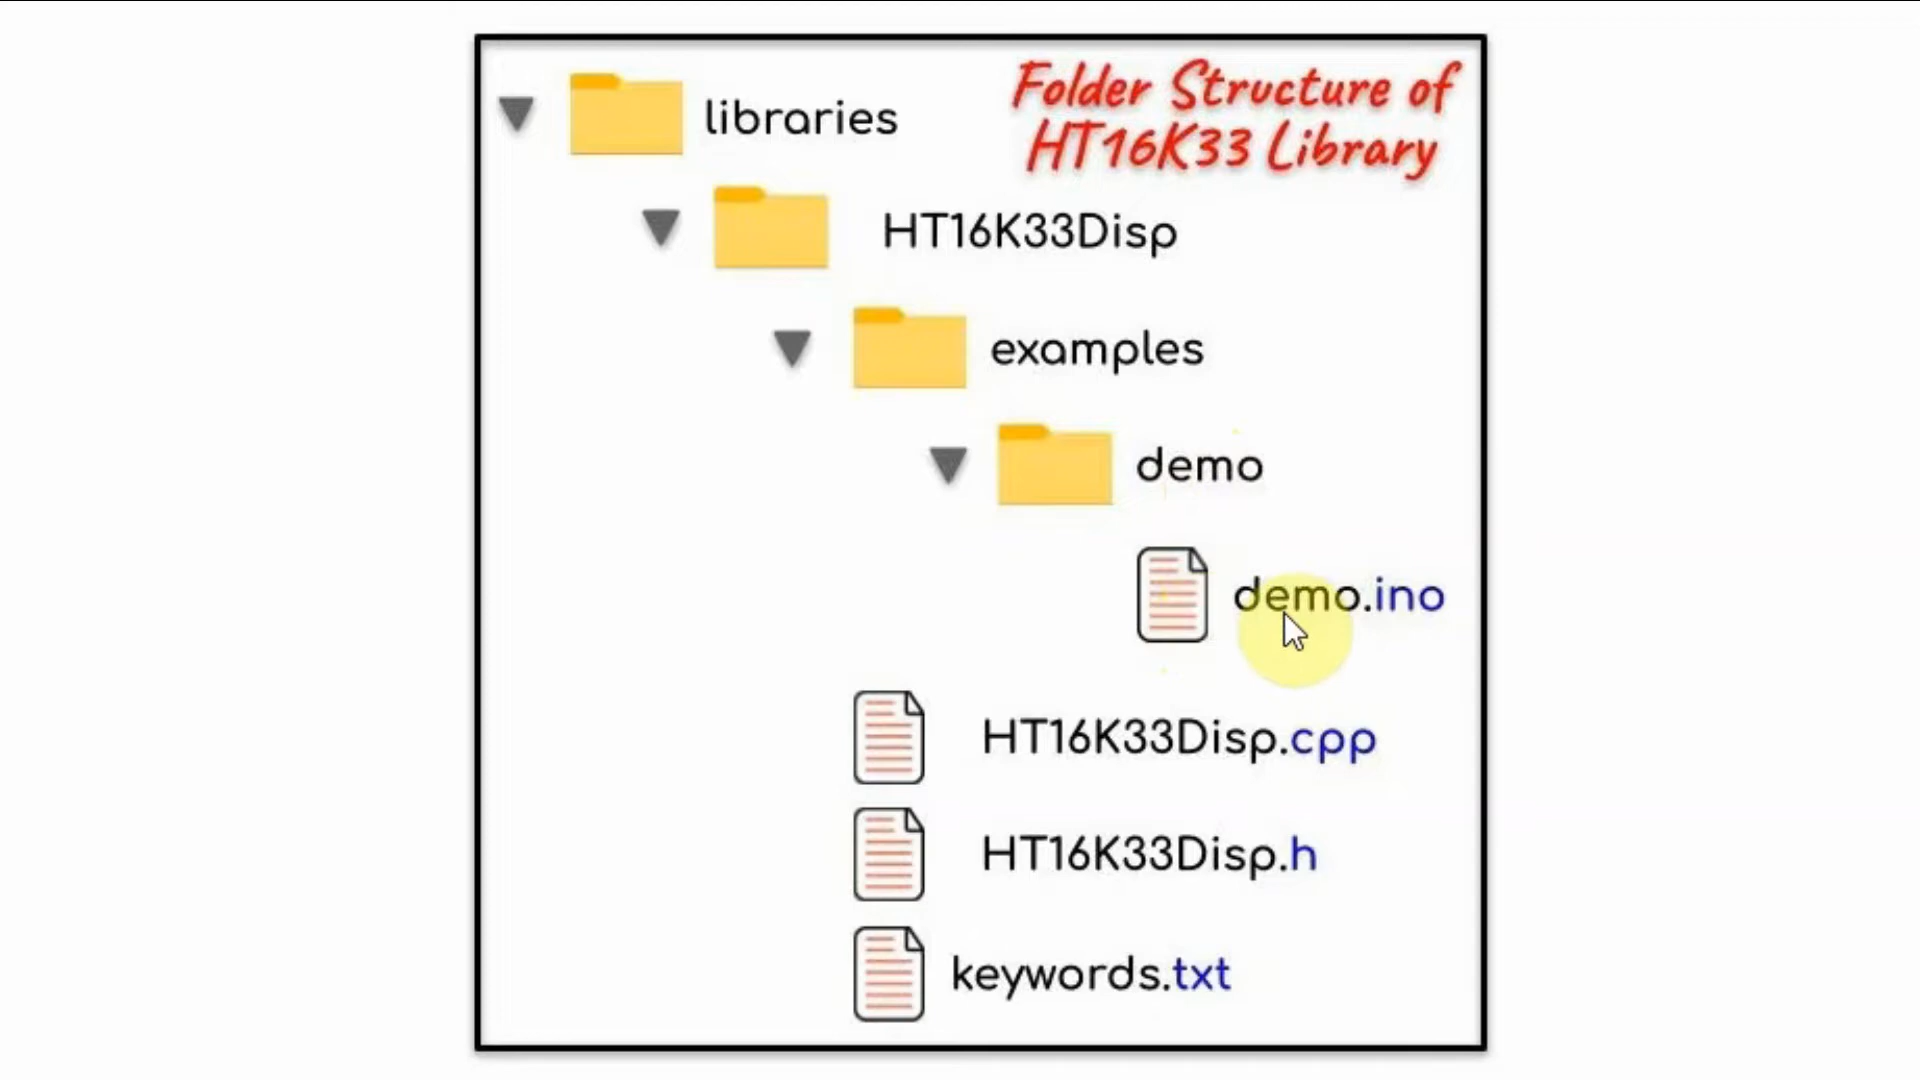 Folder Structure of
HT16K33 Library
libraries
HT16K33Disp
examples
demo
demo.ino
HT16K33Disp.cpp
HT16K33Disp.h
keywords.txt